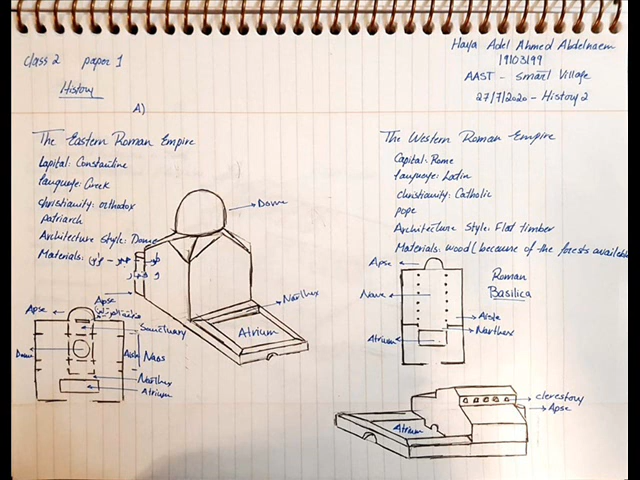 Haya Adel Ahmed Abdelnaem
19103199
AAST - Smart Village
27/7/2020 - History 2
Class 2 paper 1
History
A)
The Eastern Roman Empire
Capital: Constantine
Language: Greek
Christianity: orthodox
patriarch
Architecture Style: Dome
Materials:
Dome
Narthex
Atrium
Apse
Apse
Sanctuary
Dome
Aisle
Naos
Narthex
Atrium
The Western Roman Empire
Capital: Rome
Language: Latin
Christianity: Catholic
pope
Architecture Style: Flat timber
Materials: wood (because of the forests available
Apse
Roman
Basilica
Nave
Aisle
Narthex
Atrium
clerestory
Apse
Atrium